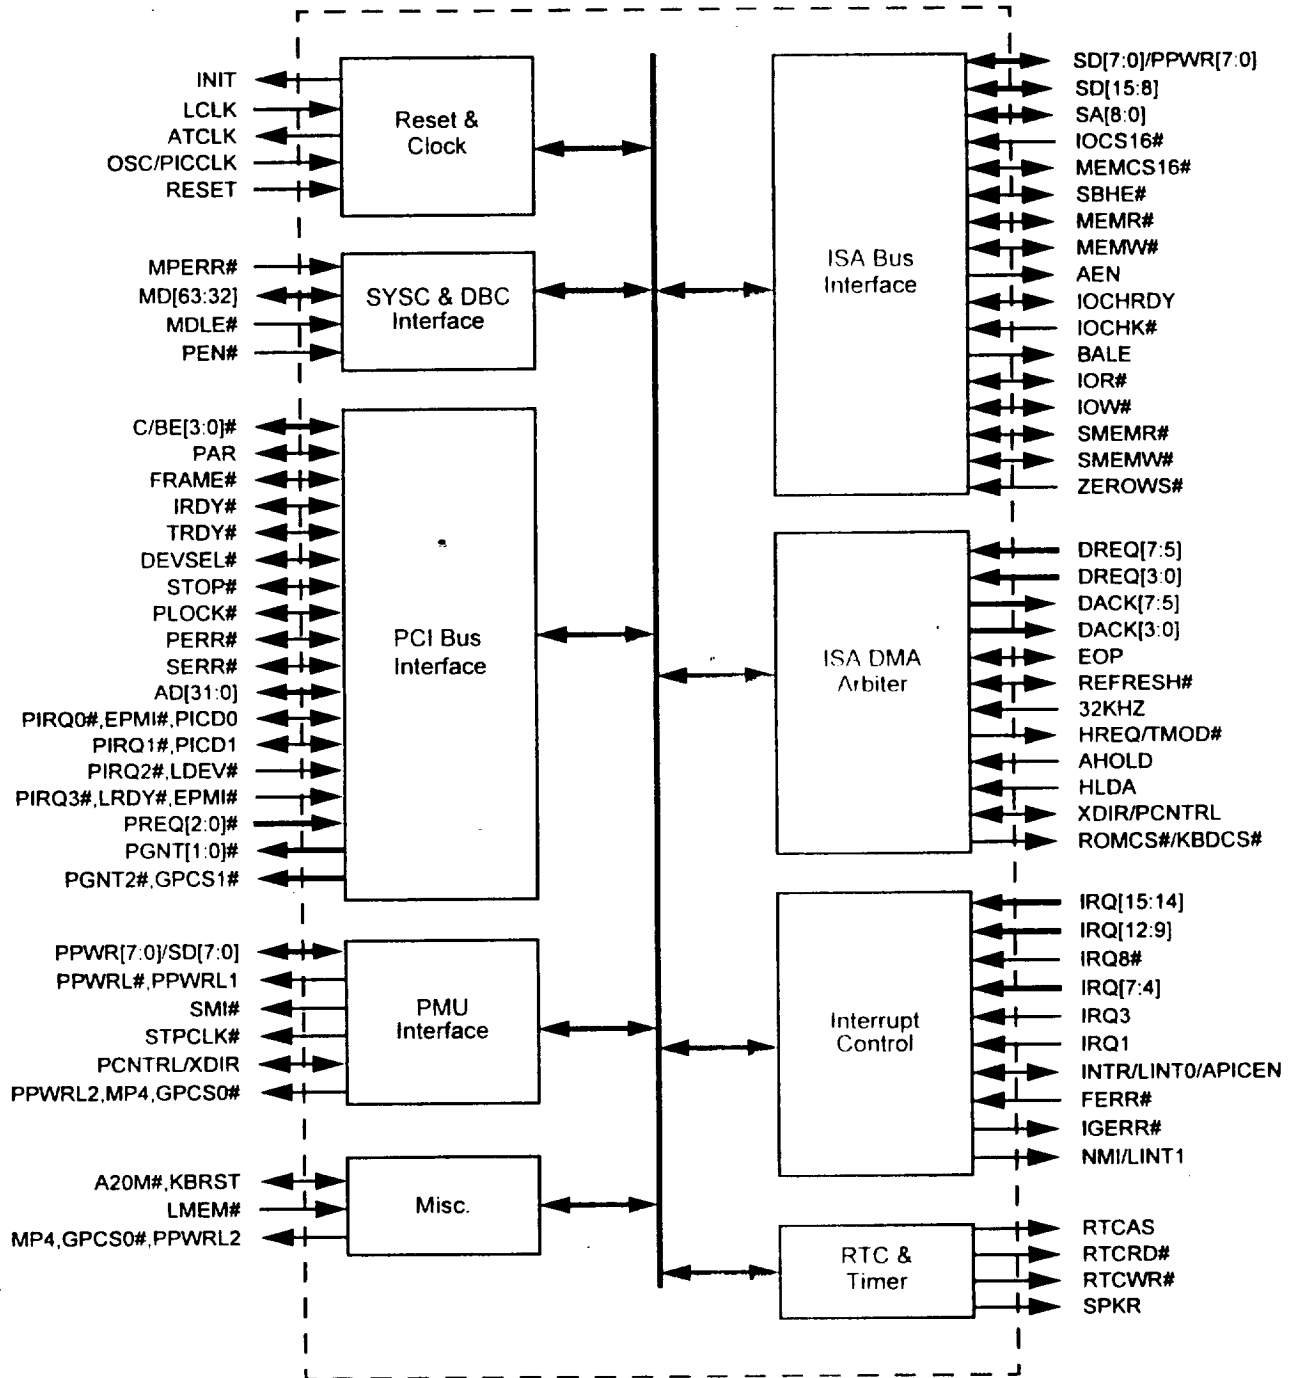 INIT
LCLK
ATCLK
OSC/PICCLK
RESET
Reset &
Clock
MPERR#
MD[63:32]
MDLE#
PEN#
SYSC & DBC
Interface
C/BE[3:0]#
PAR
FRAME#
IRDY#
TRDY#
DEVSEL#
STOP#
PLOCK#
PERR#
SERR#
AD[31:0]
PIRQ0#,EPMI#,PICD0
PIRQ1#,PICD1
PIRQ2#,LDEV#
PIRQ3#,LRDY#,EPMI#
PREQ[2:0]#
PGNT[1:0]#
PGNT2#,GPCS1#
PCI Bus
Interface
PPWR[7:0]/SD[7:0]
PPWRL#,PPWRL1
SMI#
STPCLK#
PCNTRL/XDIR
PPWRL2,MP4,GPCS0#
PMU
Interface
A20M#,KBRST
LMEM#
MP4,GPCS0#,PPWRL2
Misc.
ISA Bus
Interface
SD[7:0]/PPWR[7:0]
SD[15:8]
SA[8:0]
IOCS16#
MEMCS16#
SBHE#
MEMR#
MEMW#
AEN
IOCHRDY
IOCHK#
BALE
IOR#
IOW#
SMEMR#
SMEMW#
ZEROWS#
ISA DMA
Arbiter
DREQ[7:5]
DREQ[3:0]
DACK[7:5]
DACK[3:0]
EOP
REFRESH#
32KHZ
HREQ/TMOD#
AHOLD
HLDA
XDIR/PCNTRL
ROMCS#/KBDCS#
Interrupt
Control
IRQ[15:14]
IRQ[12:9]
IRQ8#
IRQ[7:4]
IRQ3
IRQ1
INTR/LINT0/APICEN
FERR#
IGERR#
NMI/LINT1
RTC &
Timer
RTCAS
RTCRD#
RTCWR#
SPKR